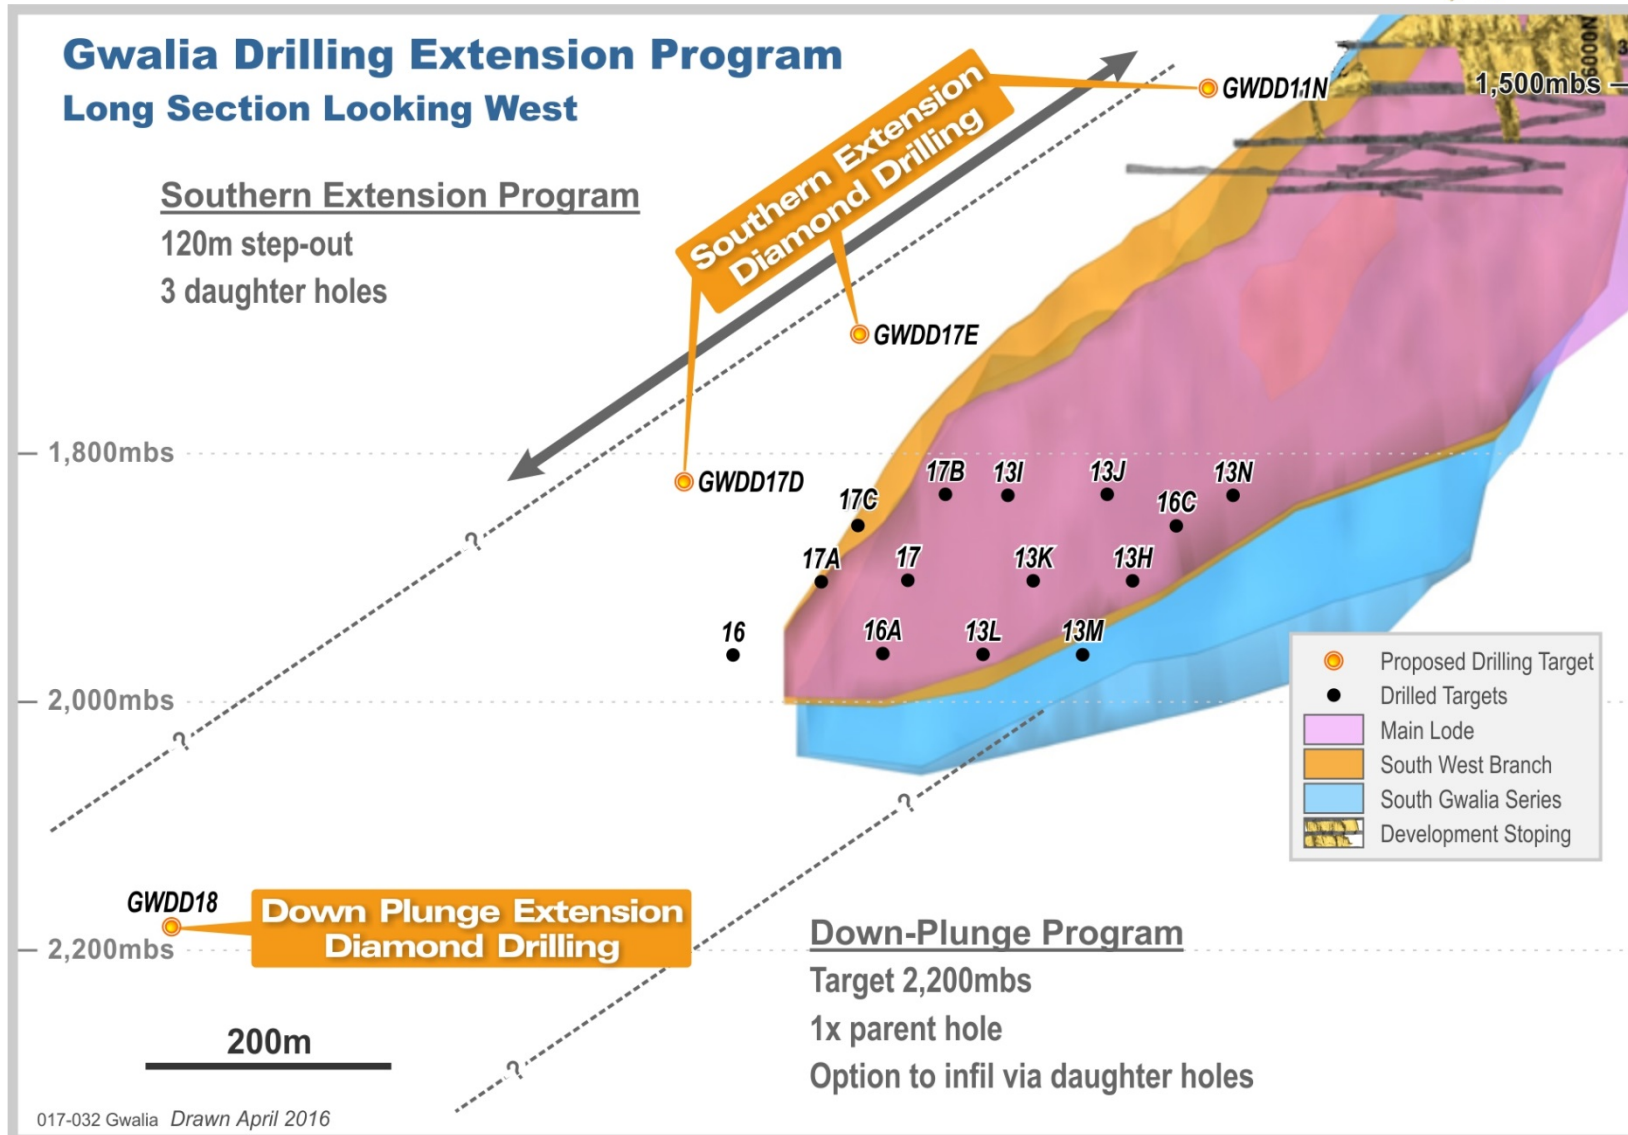 Gwalia Drilling Extension Program
Long Section Looking West
Southern Extension Program
120m step-out
3 daughter holes
Southern Extension
Diamond Drilling
GWDD11N
6000N
1,500mbs
GWDD17E
1,800mbs
GWDD17D
17B
13I
13J
13N
17C
16C
17A
17
13K
13H
16
16A
13L
13M
?
2,000mbs
?
?
Proposed Drilling Target
Drilled Targets
Main Lode
South West Branch
South Gwalia Series
Development Stoping
GWDD18
Down Plunge Extension
Diamond Drilling
2,200mbs
Down-Plunge Program
Target 2,200mbs
1x parent hole
Option to infil via daughter holes
200m
?
017-032 Gwalia Drawn April 2016